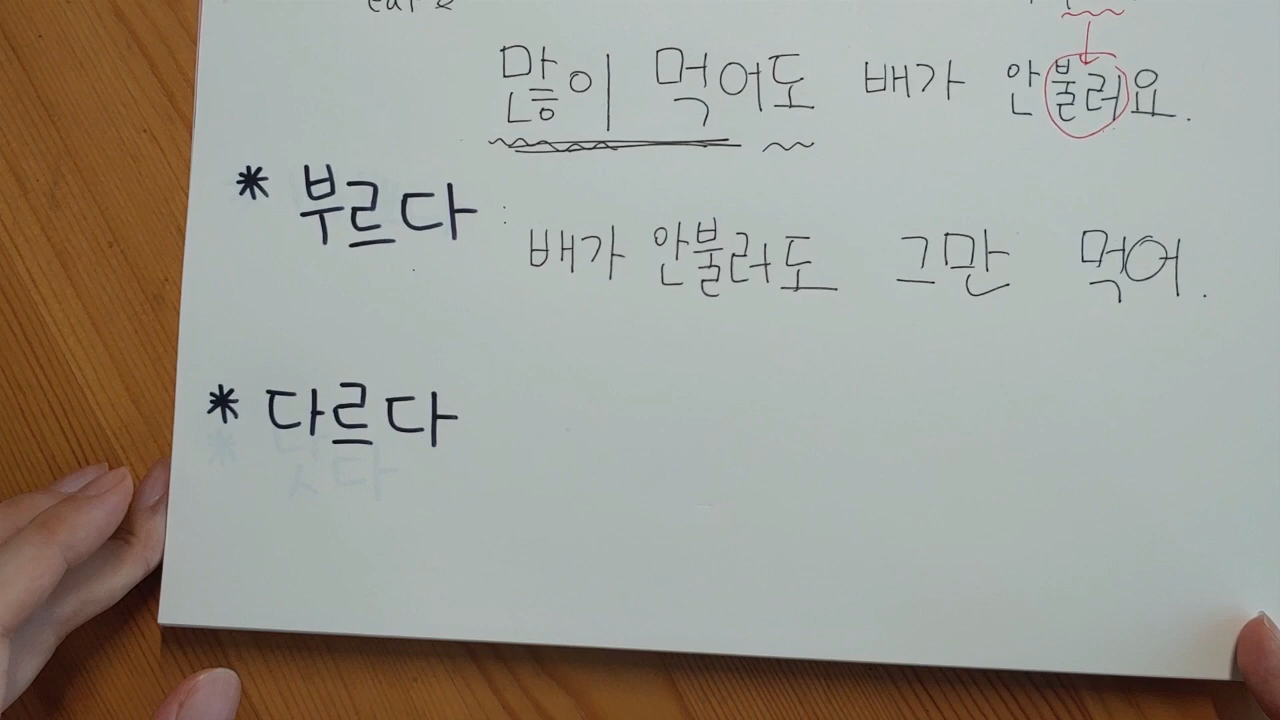 많이 먹어도 배가 안불러요.
* 부르다 : 배가 안불러도 그만 먹어.
* 다르다